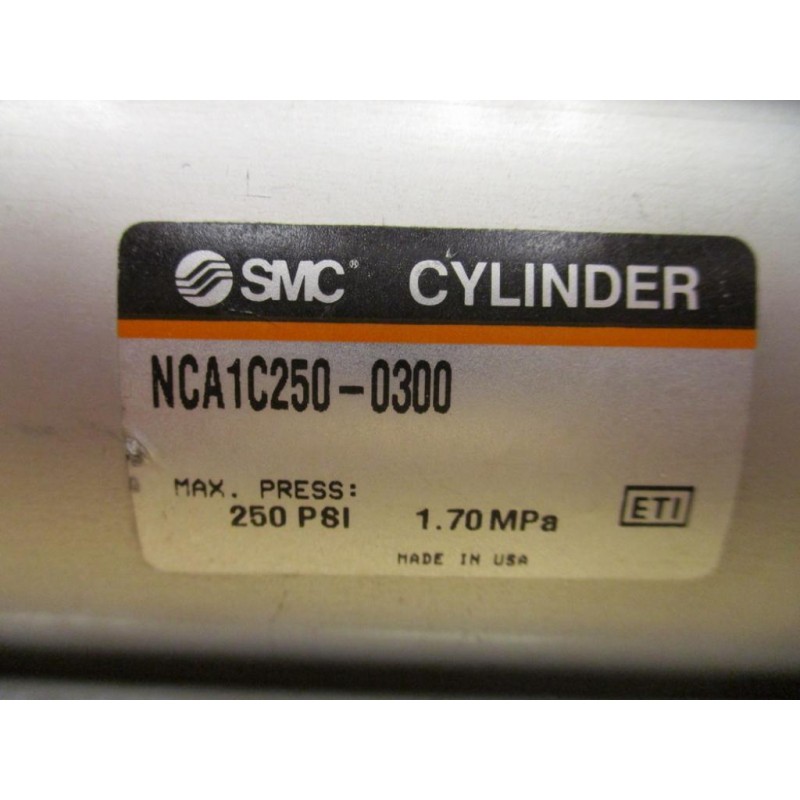 SMC® CYLINDER
NCA1C250-0300
MAX. PRESS:
250 PSI 1.70 MPa
ETI
MADE IN USA